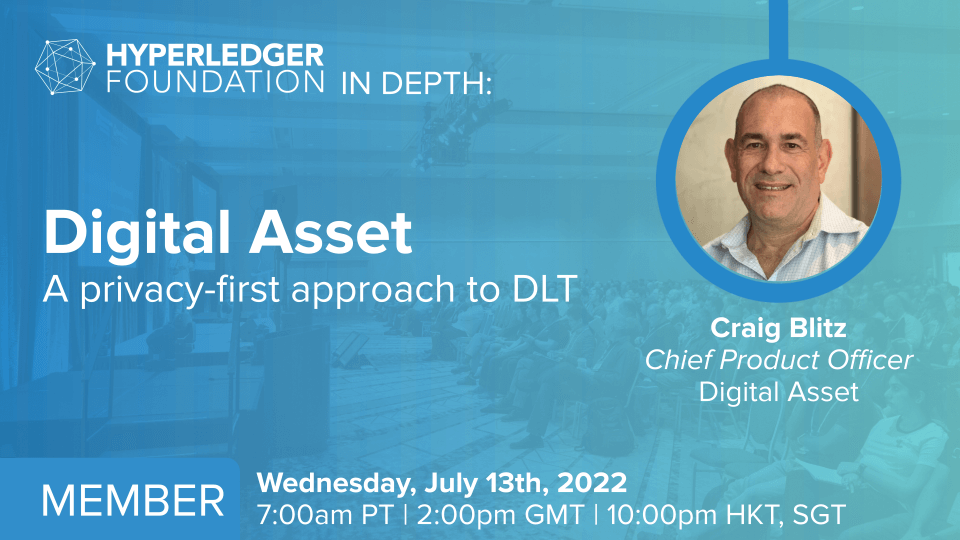 HYPERLEDGER
FOUNDATION IN DEPTH:
Digital Asset
A privacy-first approach to DLT
Craig Blitz
Chief Product Officer
Digital Asset
MEMBER
Wednesday, July 13th, 2022
7:00am PT | 2:00pm GMT | 10:00pm HKT, SGT